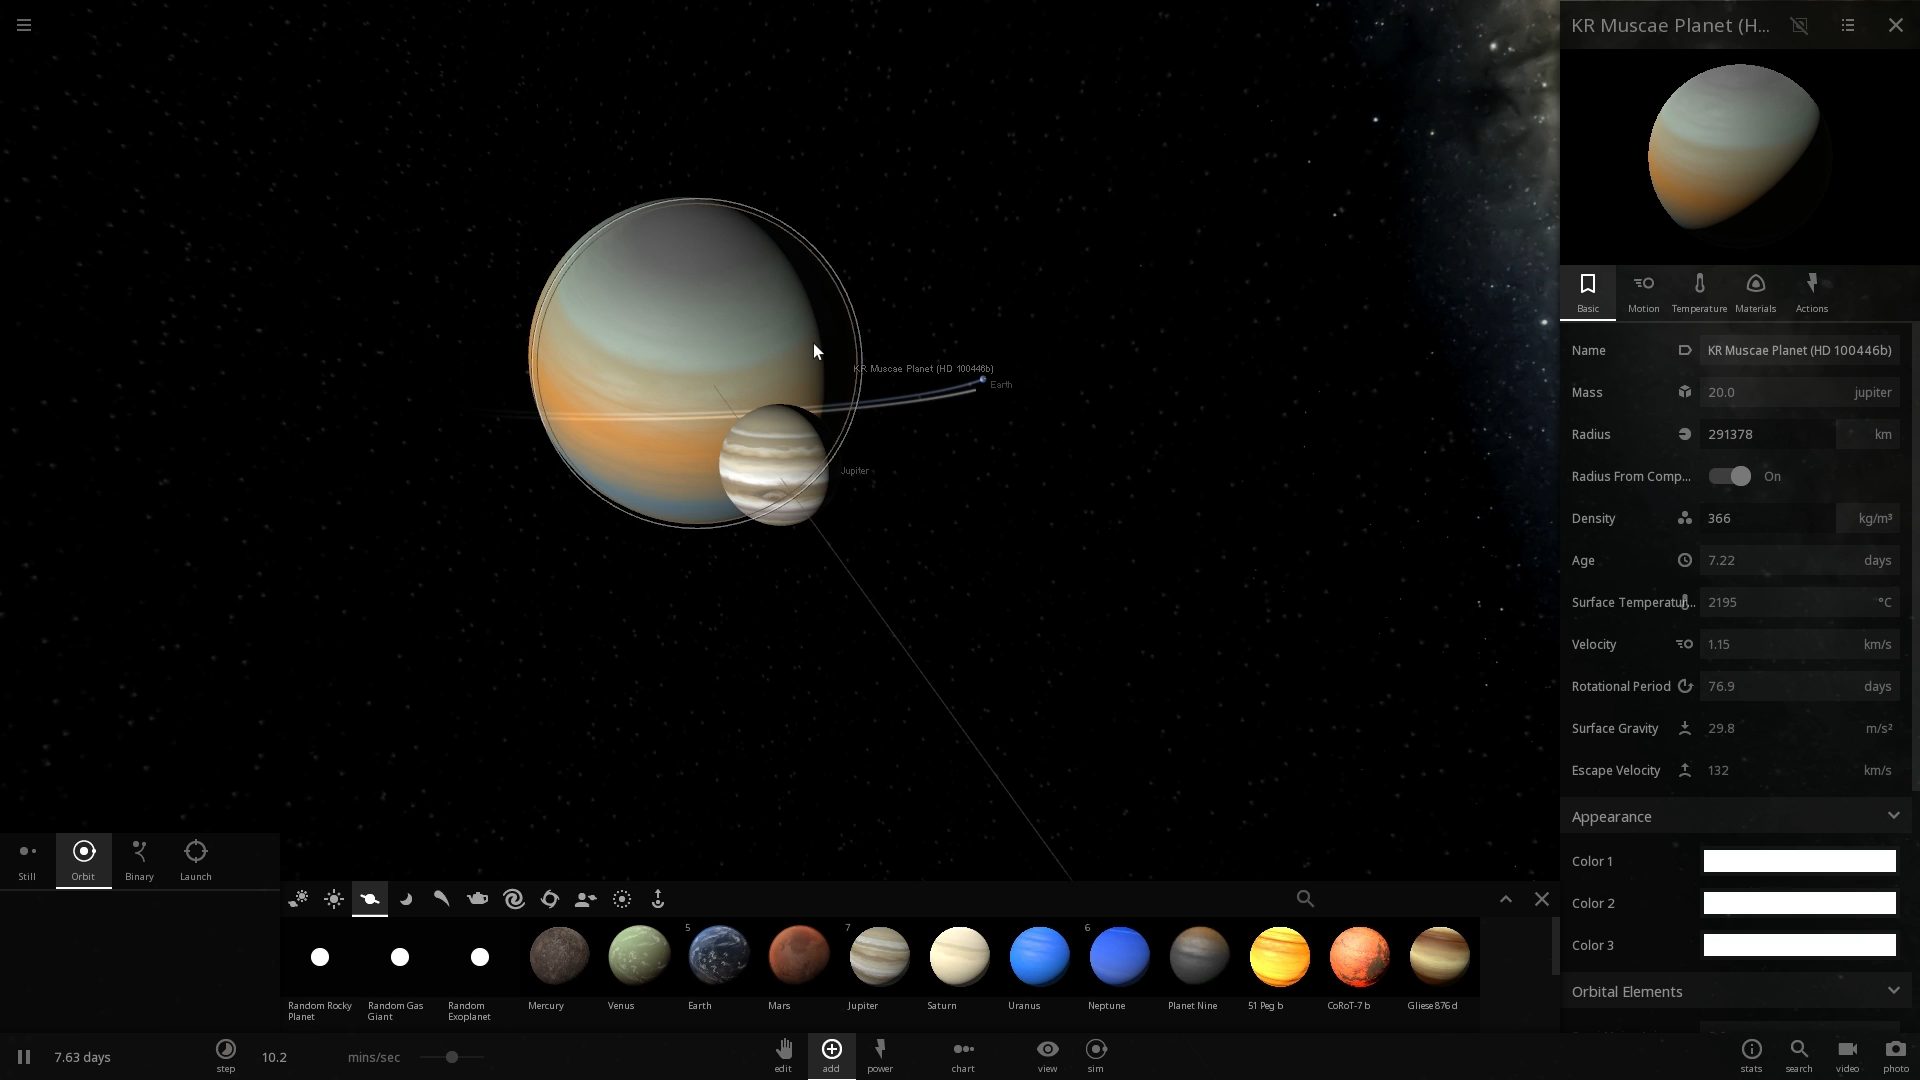 KR Muscae Planet (H...
Basic
Motion
Temperature
Materials
Actions
Name
KR Muscae Planet (HD 100446b)
Mass
20.0
jupiter
Radius
291378
km
Radius From Comp...
On
Density
366
kg/m³
Age
7.22
days
Surface Temperatur...
2195
°C
Velocity
1.15
km/s
Rotational Period
76.9
days
Surface Gravity
29.8
m/s²
Escape Velocity
132
km/s
Appearance
Color 1
Color 2
Color 3
Orbital Elements
KR Muscae Planet (HD 100446b)
Earth
Jupiter
Still
Orbit
Binary
Launch
5
7
6
Random Rocky
Planet
Random Gas
Giant
Random
Exoplanet
Mercury
Venus
Earth
Mars
Jupiter
Saturn
Uranus
Neptune
Planet Nine
51 Peg b
CoRoT-7 b
Gliese 876 d
7.63 days
step
10.2
mins/sec
edit
add
power
chart
view
sim
stats
search
video
photo